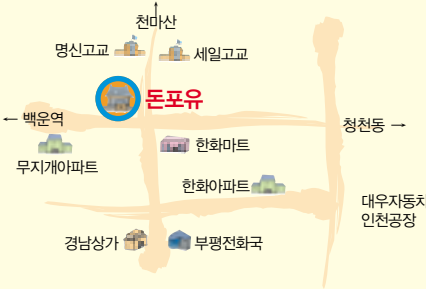 천마산
명신고교
세일고교
돈포유
← 백운역
청천동 →
무지개아파트
한화마트
한화아파트
대우자동차
인천공장
경남상가
부평전화국